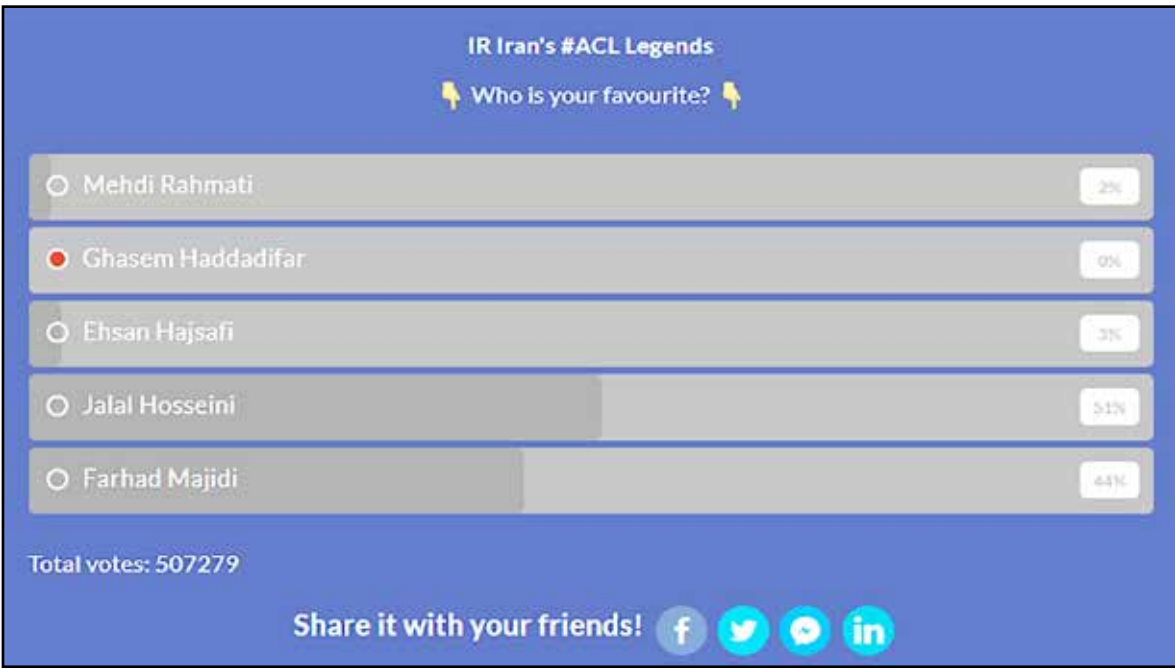 IR Iran's #ACL Legends
👇 Who is your favourite? 👇
Mehdi Rahmati 2%
Ghasem Haddadifar 0%
Ehsan Hajsafi 3%
Jalal Hosseini 51%
Farhad Majidi 44%
Total votes: 507279
Share it with your friends!